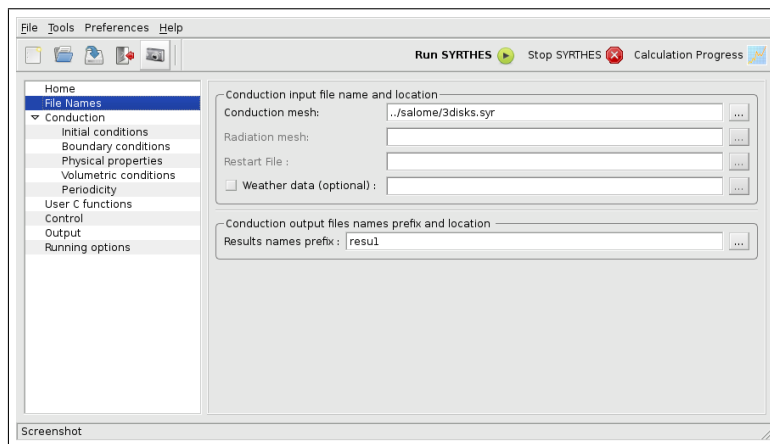 File Tools Preferences Help
Run SYRTHES Stop SYRTHES Calculation Progress
Home
File Names
Conduction
Initial conditions
Boundary conditions
Physical properties
Volumetric conditions
Periodicity
User C functions
Control
Output
Running options
Conduction input file name and location
Conduction mesh: ../salome/3disks.syr ...
Radiation mesh: ...
Restart File : ...
Weather data (optional) : ...
Conduction output files names prefix and location
Results names prefix : resu1 ...
Screenshot